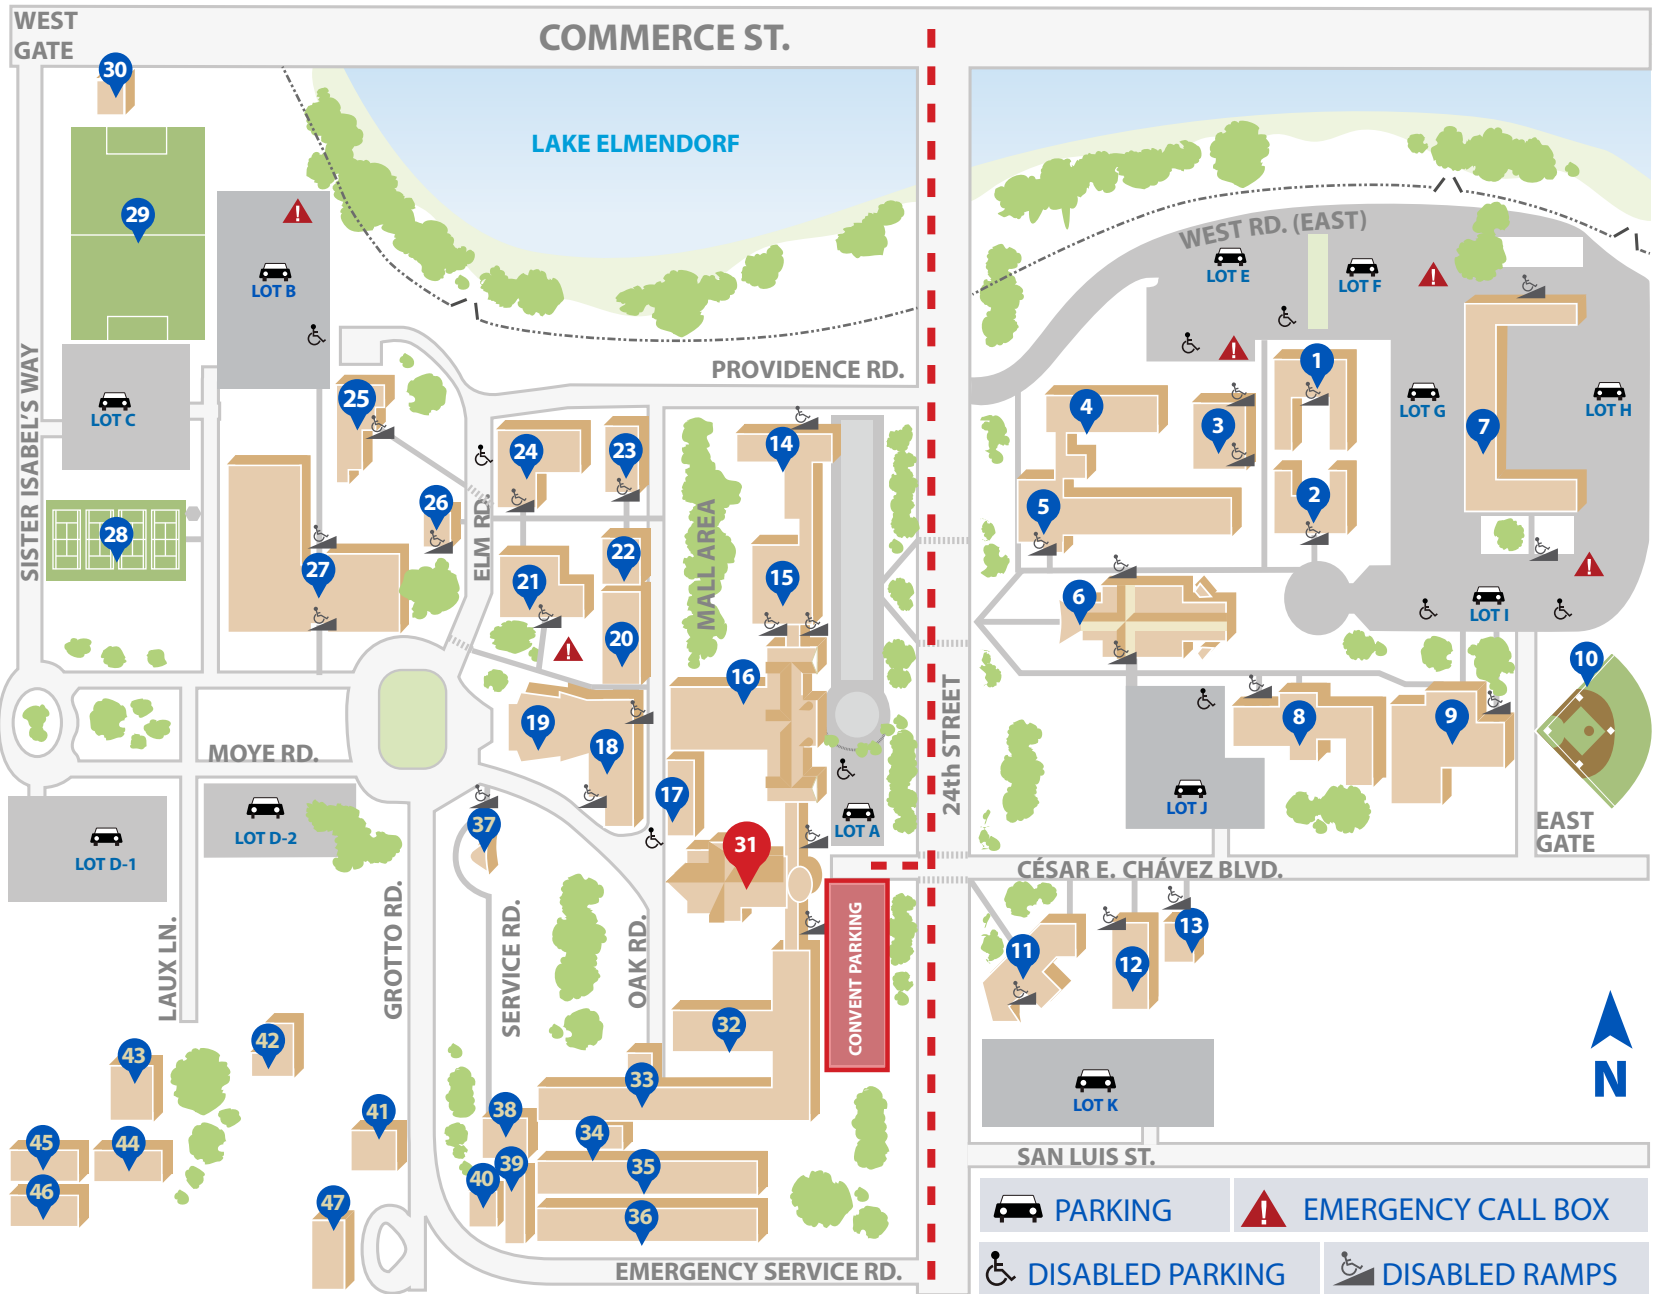 WEST
GATE
COMMERCE ST.
30
LAKE ELMENDORF
29
WEST RD. (EAST)
LOT E
LOT F
LOT B
SISTER ISABEL'S WAY
LOT C
PROVIDENCE RD.
25
1
4
3
7
LOT G
LOT H
24
23
14
26
ELM RD.
MALL AREA
28
27
22
21
15
20
5
2
6
LOT I
10
16
19
18
24th STREET
8
9
MOYE RD.
17
37
LOT A
LOT J
LOT D-2
LOT D-1
31
EAST
GATE
CÉSAR E. CHÁVEZ BLVD.
LAUX LN.
GROTTO RD.
SERVICE RD.
OAK RD.
CONVENT PARKING
11
12
13
32
42
43
33
N
LOT K
41
38
34
45
44
39
35
40
46
47
36
SAN LUIS ST.
PARKING
EMERGENCY CALL BOX
EMERGENCY SERVICE RD.
DISABLED PARKING
DISABLED RAMPS